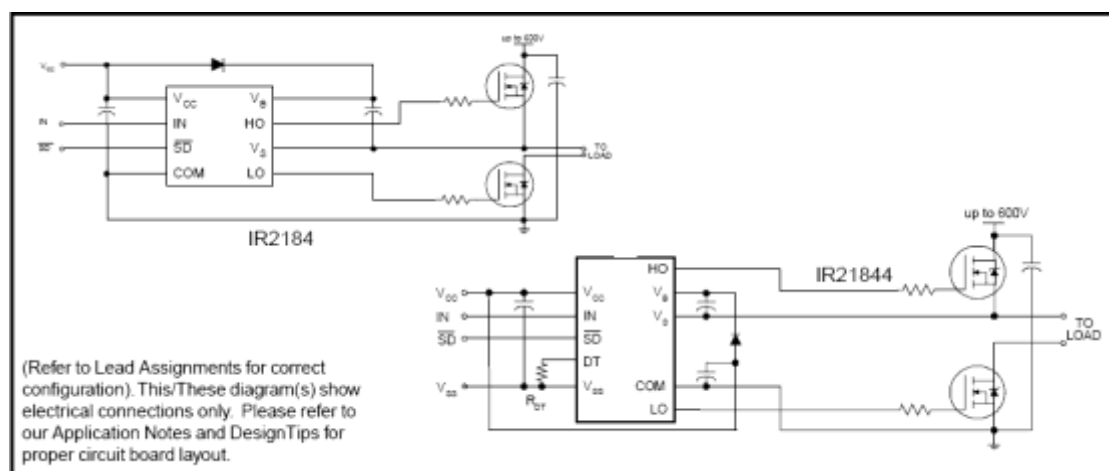 up to 600V
VCC
VCC VB
IN
IN HO
SD
SD VS
TO
LOAD
COM LO
IR2184
up to 600V
HO
IR21844
VCC
VCC VB
IN
IN VS
TO
LOAD
SD
SD
DT
VSS
VSS COM
RDT
LO
(Refer to Lead Assignments for correct
configuration). This/These diagram(s) show
electrical connections only. Please refer to
our Application Notes and DesignTips for
proper circuit board layout.